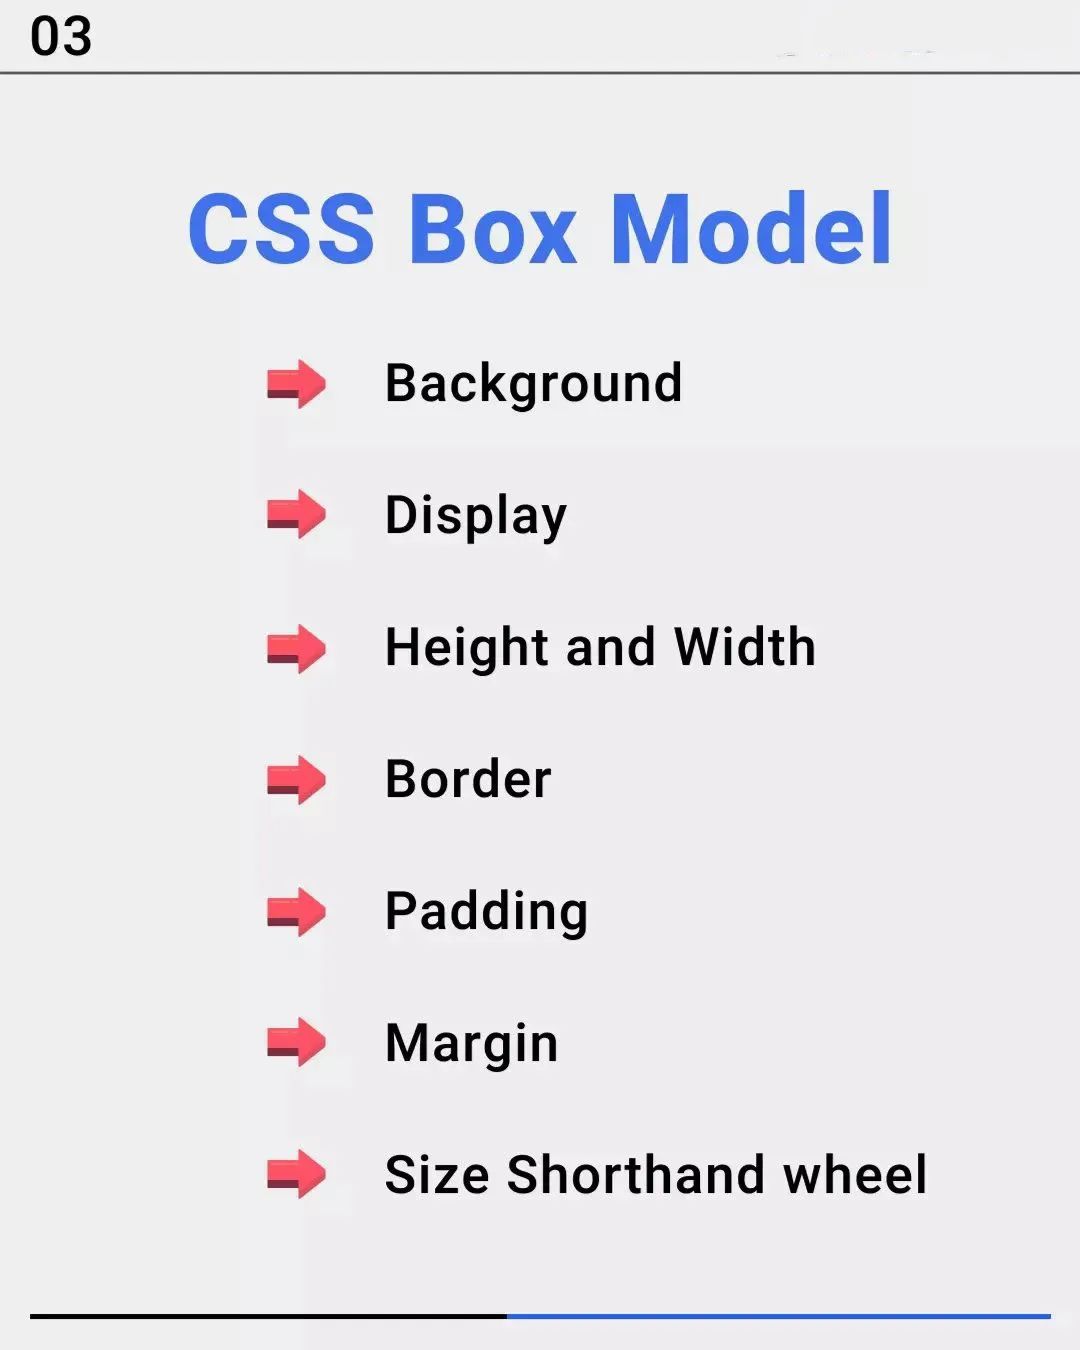 03
CSS Box Model
Background
Display
Height and Width
Border
Padding
Margin
Size Shorthand wheel